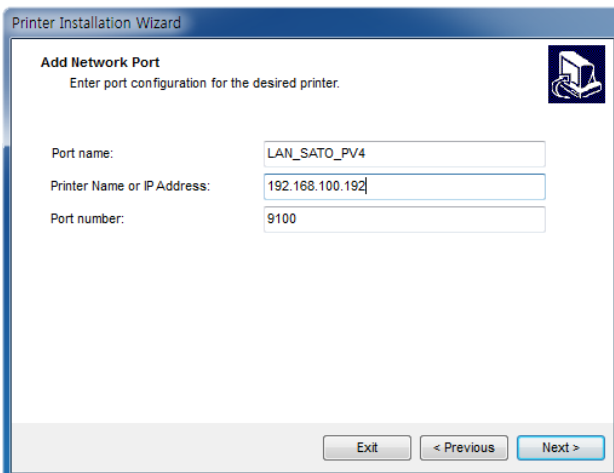 Printer Installation Wizard
Add Network Port
Enter port configuration for the desired printer.
Port name: LAN_SATO_PV4
Printer Name or IP Address: 192.168.100.192
Port number: 9100
Exit < Previous Next >